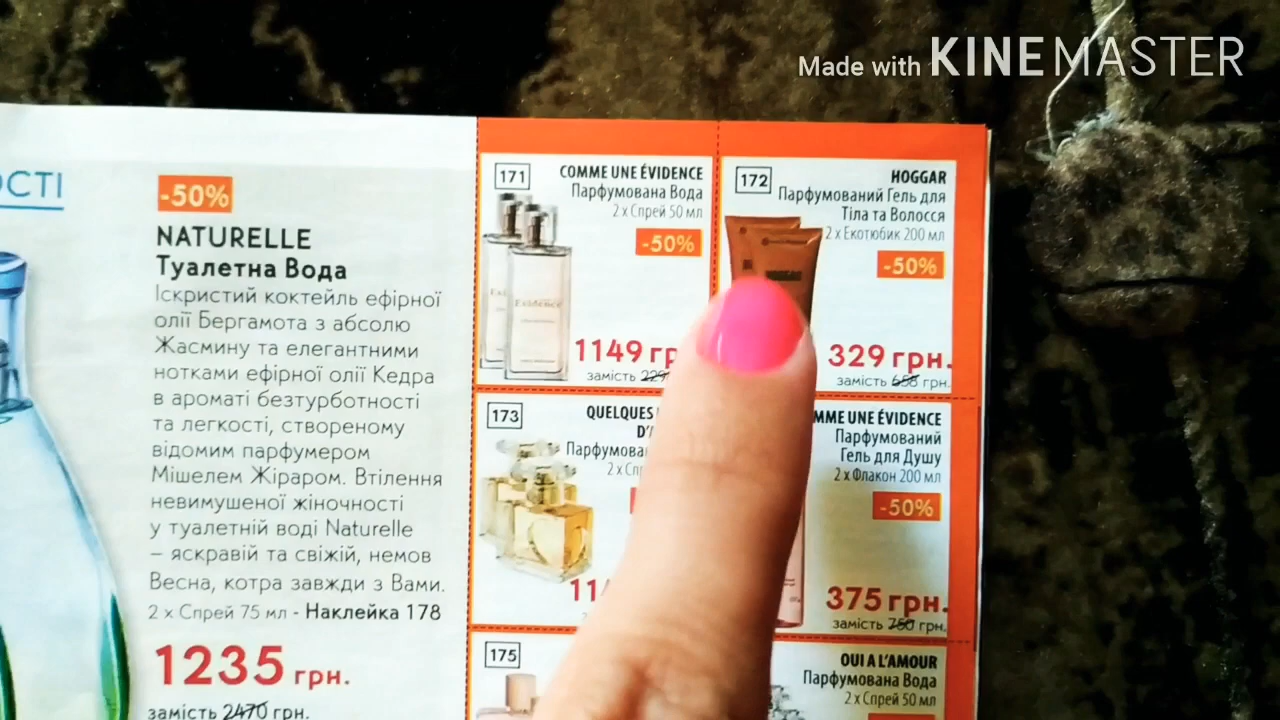 Made with KINEMASTER
ОСТІ
-50%
NATURELLE
Туалетна Вода
Іскристий коктейль ефірної
олії Бергамота з абсолю
Жасмину та елегантними
нотками ефірної олії Кедра
в ароматі безтурботності
та легкості, створеному
відомим парфумером
Мішелем Жіраром. Втілення
невимушеної жіночності
у туалетній воді Naturelle
– яскравій та свіжій, немов
Весна, котра завжди з Вами.
2 x Спрей 75 мл - Наклейка 178
1235 грн.
замість 2470 грн.
171
COMME UNE ÉVIDENCE
Парфумована Вода
2 x Спрей 50 мл
-50%
Evidence
1149 гр
замість 229
172
HOGGAR
Парфумований Гель для
Тіла та Волосся
2 x Екотюбик 200 мл
-50%
HOGGAR
329 грн.
замість 658 грн.
173
QUELQUES
D'
Парфумова
2 x Сп
11
MME UNE ÉVIDENCE
Парфумований
Гель для Душу
2 x Флакон 200 мл
-50%
375 грн.
замість 750 грн.
175
OUI A L'AMOUR
Парфумована Вода
2 x Спрей 50 мл